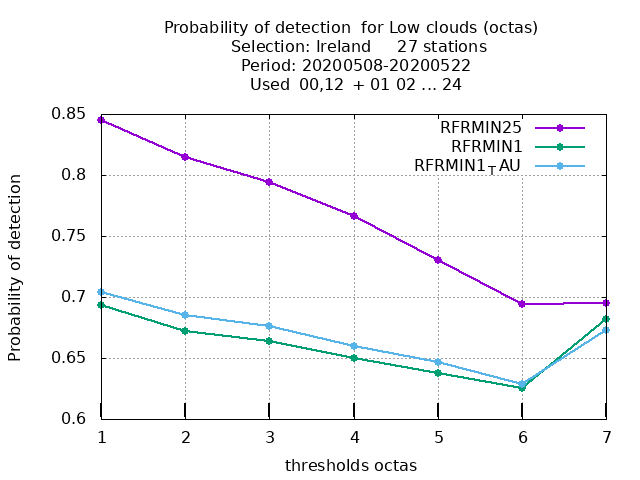 Probability of detection  for Low clouds (octas)
Selection: Ireland     27 stations
Period: 20200508-20200522
Used  00,12  + 01 02 ... 24
0.85
0.8
0.75
0.7
0.65
0.6
Probability of detection
RFRMIN25
RFRMIN1
RFRMIN1TAU
1 2 3 4 5 6 7
thresholds octas